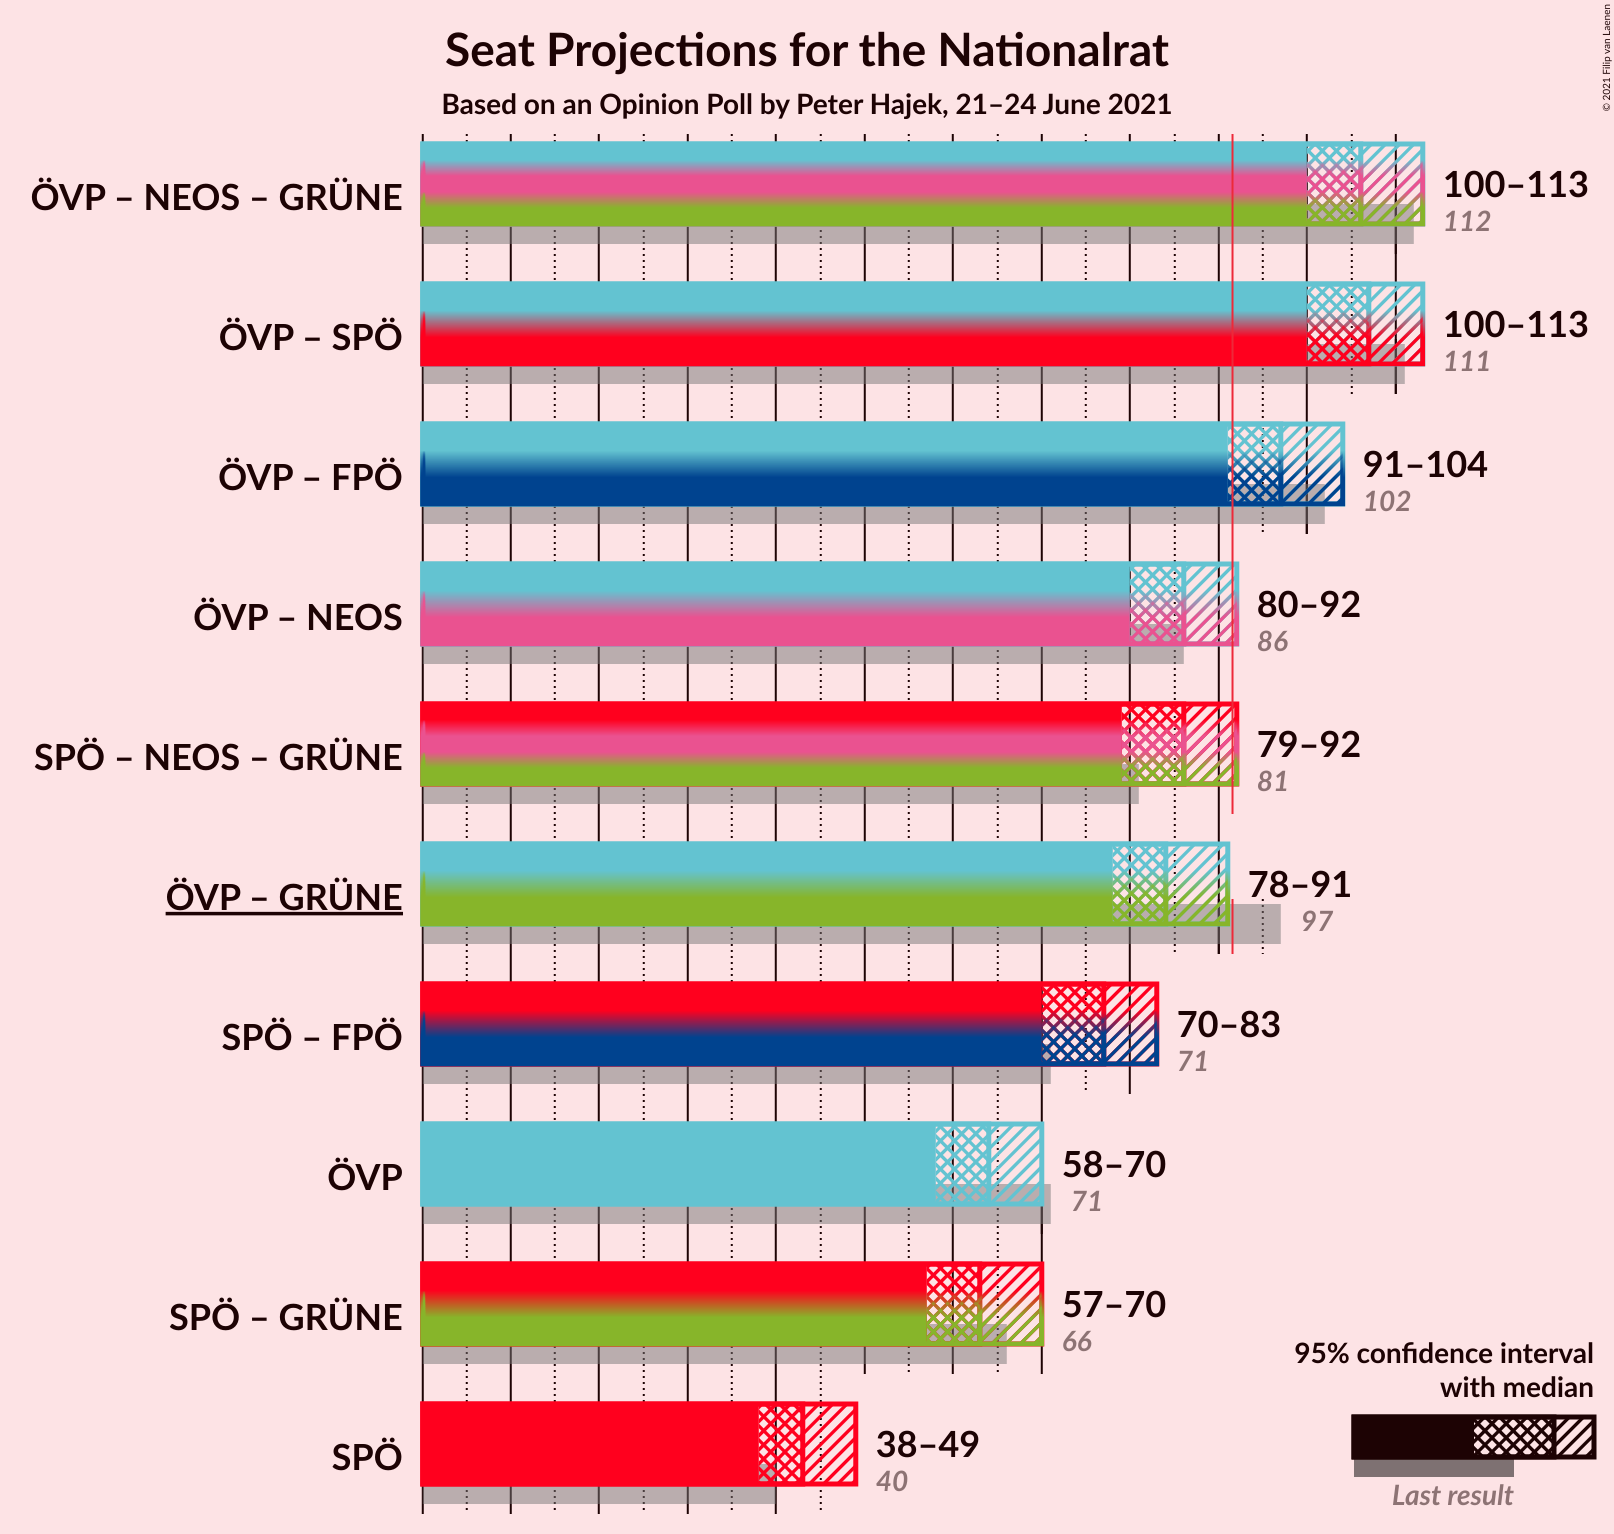 Seat Projections for the Nationalrat
Based on an Opinion Poll by Peter Hajek, 21–24 June 2021
© 2021 Filip van Laenen
ÖVP – NEOS – GRÜNE
100–113
112
ÖVP – SPÖ
100–113
111
ÖVP – FPÖ
91–104
102
ÖVP – NEOS
80–92
86
SPÖ – NEOS – GRÜNE
79–92
81
ÖVP – GRÜNE
78–91
97
SPÖ – FPÖ
70–83
71
ÖVP
58–70
71
SPÖ – GRÜNE
57–70
66
SPÖ
38–49
40
95% confidence interval
with median
Last result